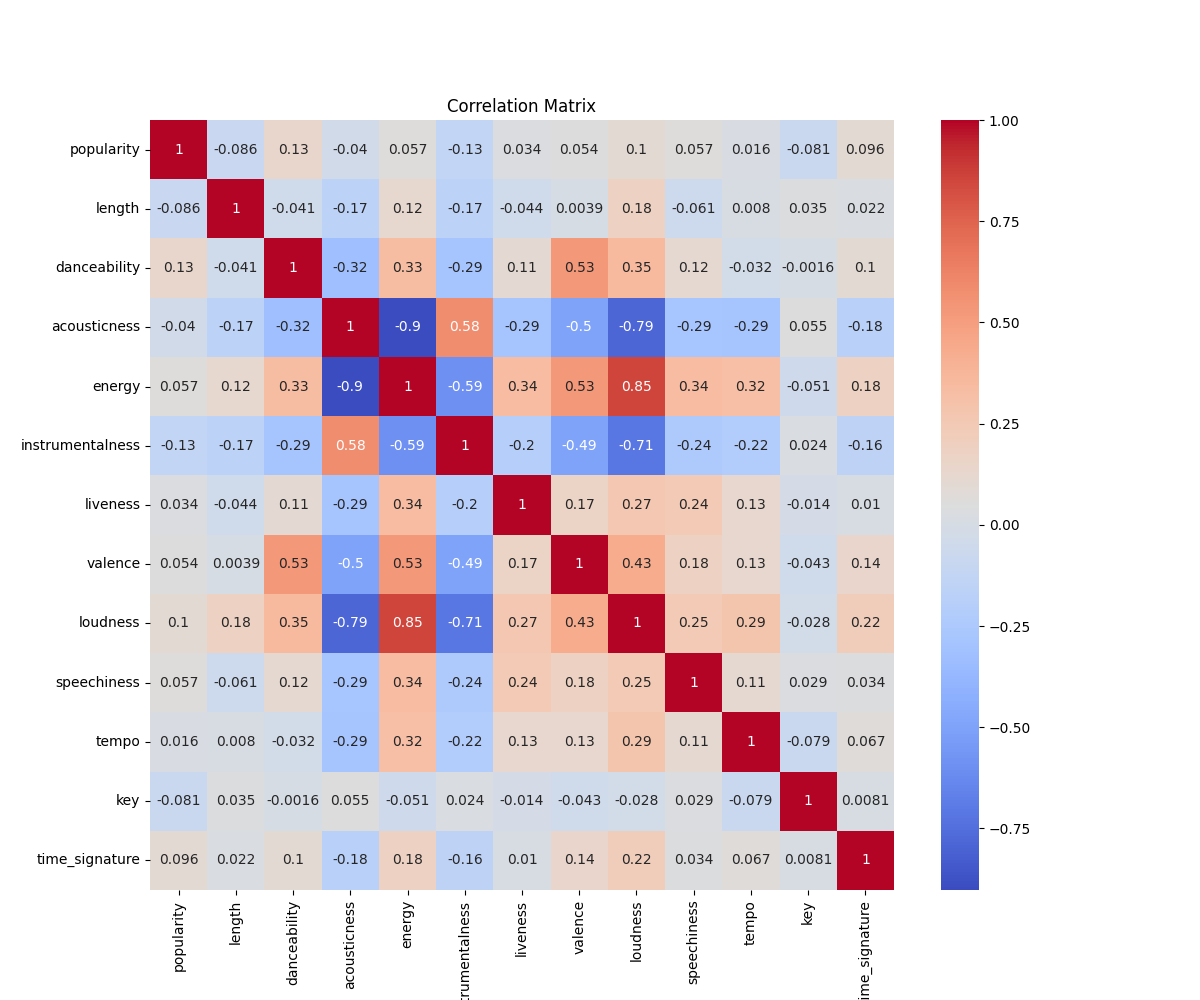 Correlation Matrix
popularity 1 -0.086 0.13 -0.04 0.057 -0.13 0.034 0.054 0.1 0.057 0.016 -0.081 0.096
length -0.086 1 -0.041 -0.17 0.12 -0.17 -0.044 0.0039 0.18 -0.061 0.008 0.035 0.022
danceability 0.13 -0.041 1 -0.32 0.33 -0.29 0.11 0.53 0.35 0.12 -0.032 -0.0016 0.1
acousticness -0.04 -0.17 -0.32 1 -0.9 0.58 -0.29 -0.5 -0.79 -0.29 -0.29 0.055 -0.18
energy 0.057 0.12 0.33 -0.9 1 -0.59 0.34 0.53 0.85 0.34 0.32 -0.051 0.18
instrumentalness -0.13 -0.17 -0.29 0.58 -0.59 1 -0.2 -0.49 -0.71 -0.24 -0.22 0.024 -0.16
liveness 0.034 -0.044 0.11 -0.29 0.34 -0.2 1 0.17 0.27 0.24 0.13 -0.014 0.01
valence 0.054 0.0039 0.53 -0.5 0.53 -0.49 0.17 1 0.43 0.18 0.13 -0.043 0.14
loudness 0.1 0.18 0.35 -0.79 0.85 -0.71 0.27 0.43 1 0.25 0.29 -0.028 0.22
speechiness 0.057 -0.061 0.12 -0.29 0.34 -0.24 0.24 0.18 0.25 1 0.11 0.029 0.034
tempo 0.016 0.008 -0.032 -0.29 0.32 -0.22 0.13 0.13 0.29 0.11 1 -0.079 0.067
key -0.081 0.035 -0.0016 0.055 -0.051 0.024 -0.014 -0.043 -0.028 0.029 -0.079 1 0.0081
time_signature 0.096 0.022 0.1 -0.18 0.18 -0.16 0.01 0.14 0.22 0.034 0.067 0.0081 1
popularity
length
danceability
acousticness
energy
trumentalness
liveness
valence
loudness
speechiness
tempo
key
ime_signature
1.00
0.75
0.50
0.25
0.00
−0.25
−0.50
−0.75